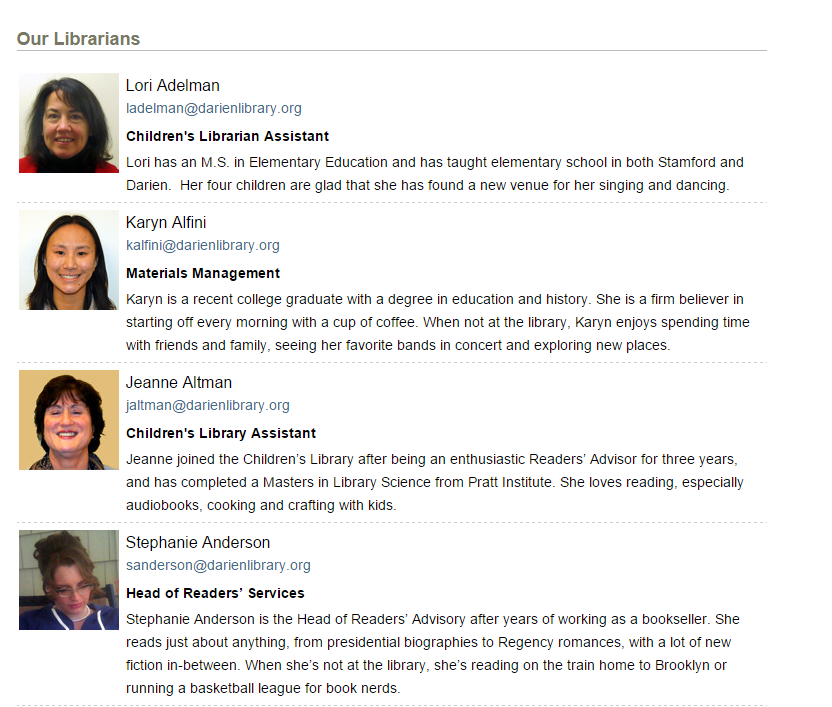 Our Librarians
Lori Adelman
ladelman@darienlibrary.org
Children's Librarian Assistant
Lori has an M.S. in Elementary Education and has taught elementary school in both Stamford and
Darien.  Her four children are glad that she has found a new venue for her singing and dancing.
Karyn Alfini
kalfini@darienlibrary.org
Materials Management
Karyn is a recent college graduate with a degree in education and history. She is a firm believer in
starting off every morning with a cup of coffee. When not at the library, Karyn enjoys spending time
with friends and family, seeing her favorite bands in concert and exploring new places.
Jeanne Altman
jaltman@darienlibrary.org
Children's Library Assistant
Jeanne joined the Children’s Library after being an enthusiastic Readers’ Advisor for three years,
and has completed a Masters in Library Science from Pratt Institute. She loves reading, especially
audiobooks, cooking and crafting with kids.
Stephanie Anderson
sanderson@darienlibrary.org
Head of Readers’ Services
Stephanie Anderson is the Head of Readers’ Advisory after years of working as a bookseller. She
reads just about anything, from presidential biographies to Regency romances, with a lot of new
fiction in-between. When she’s not at the library, she’s reading on the train home to Brooklyn or
running a basketball league for book nerds.